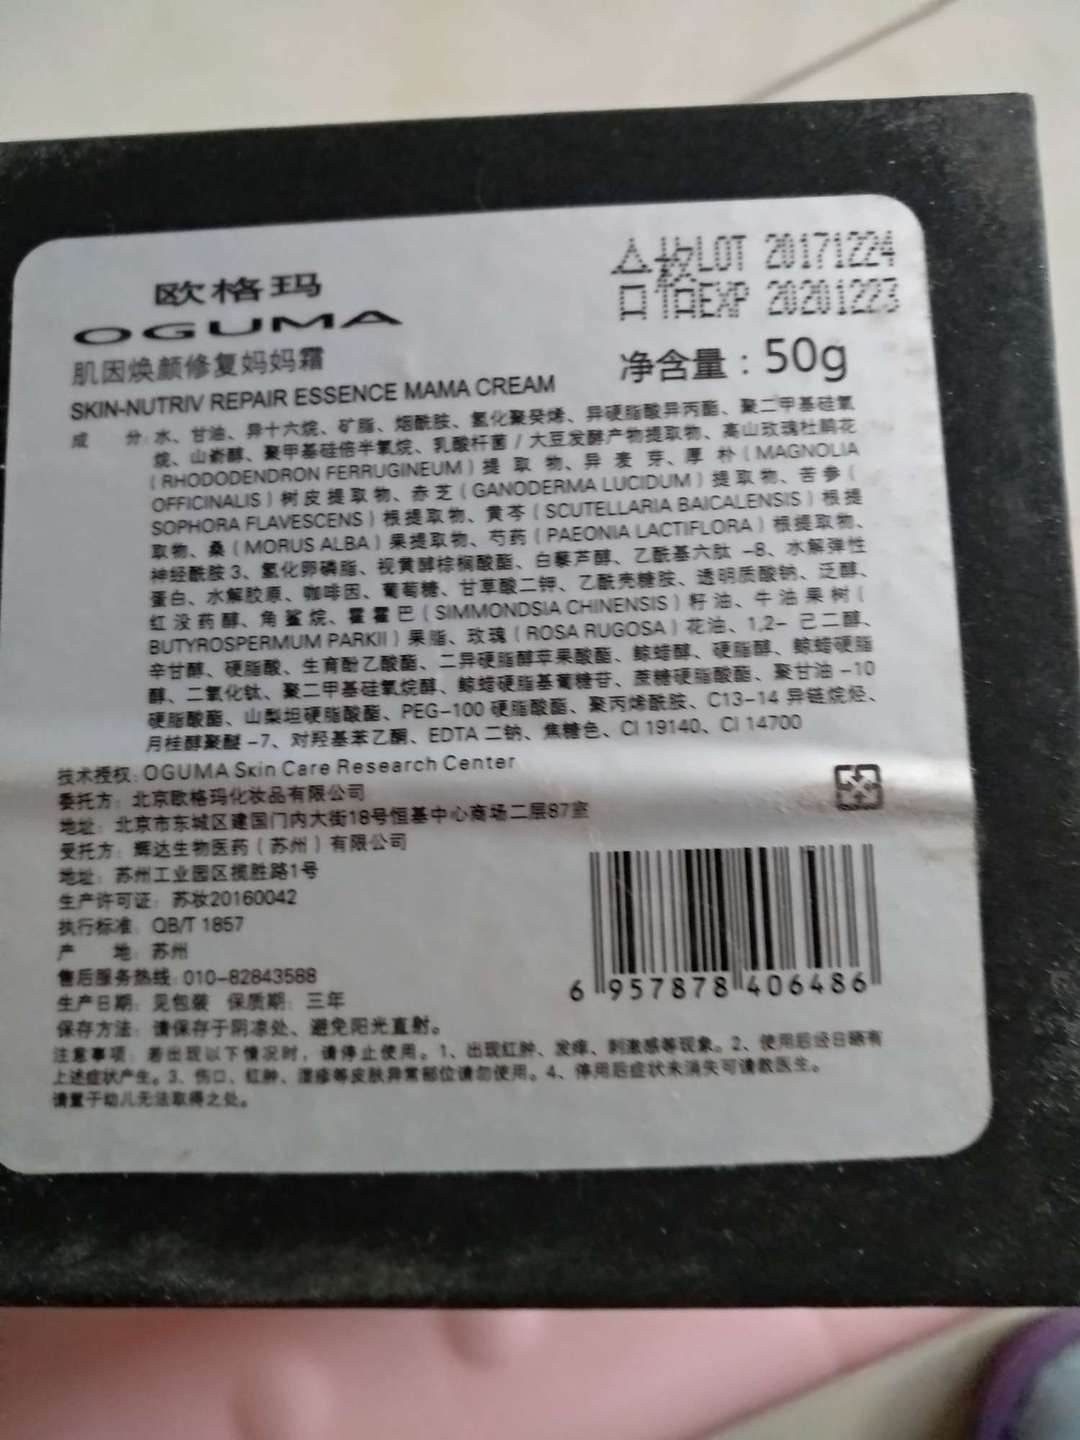 合格LOT 20171224
日期EXP 20201223
欧格玛
OGUMA
肌因焕颜修复妈妈霜
净含量：50g
SKIN-NUTRIV REPAIR ESSENCE MAMA CREAM
成 分：水、甘油、异十六烷、矿脂、烟酰胺、氢化聚癸烯、异硬脂酸异丙酯、聚二甲基硅氧
烷、山嵛醇、聚甲基硅倍半氧烷、乳酸杆菌/大豆发酵产物提取物、高山玫瑰杜鹃花
(RHODODENDRON FERRUGINEUM) 提取物、异麦芽、厚朴(MAGNOLIA
OFFICINALIS) 树皮提取物、赤芝(GANODERMA LUCIDUM) 提取物、苦参(
SOPHORA FLAVESCENS) 根提取物、黄芩(SCUTELLARIA BAICALENSIS) 根提
取物、桑(MORUS ALBA) 果提取物、芍药(PAEONIA LACTIFLORA) 根提取物、
神经酰胺 3、氢化卵磷脂、视黄醇棕榈酸酯、白藜芦醇、乙酰基六肽-8、水解弹性
蛋白、水解胶原、咖啡因、葡萄糖、甘草酸二钾、乙酰壳糖胺、透明质酸钠、泛醇、
红没药醇、角鲨烷、霍霍巴(SIMMONDSIA CHINENSIS) 籽油、牛油果树(
BUTYROSPERMUM PARKII) 果脂、玫瑰(ROSA RUGOSA) 花油、1,2-己二醇、
辛甘醇、硬脂酸、生育酚乙酸酯、二异硬脂醇苹果酸酯、鲸蜡醇、硬脂醇、鲸蜡硬脂
醇、二氧化钛、聚二甲基硅氧烷醇、鲸蜡硬脂基葡糖苷、蔗糖硬脂酸酯、聚甘油-10
硬脂酸酯、山梨坦硬脂酸酯、PEG-100 硬脂酸酯、聚丙烯酰胺、C13-14 异链烷烃、
月桂醇聚醚-7、对羟基苯乙酮、EDTA 二钠、焦糖色、CI 19140、CI 14700
技术授权：OGUMA Skin Care Research Center
委托方：北京欧格玛化妆品有限公司
地址：北京市东城区建国门内大街18号恒基中心商场二层87室
受托方：辉达生物医药（苏州）有限公司
地址：苏州工业园区揽胜路1号
生产许可证：苏妆20160042
执行标准：QB/T 1857
产 地：苏州
售后服务热线：010-82843588
生产日期：见包装 保质期：三年
保存方法：请保存于阴凉处、避免阳光直射。
注意事项：若出现以下情况时，请停止使用。1、出现红肿、发痒、刺激感等现象。2、使用后经日晒有
上述症状产生。3、伤口、红肿、湿疹等皮肤异常部位请勿使用。4、停用后症状未消失可请教医生。
请置于幼儿无法取得之处。
6 957878 406486